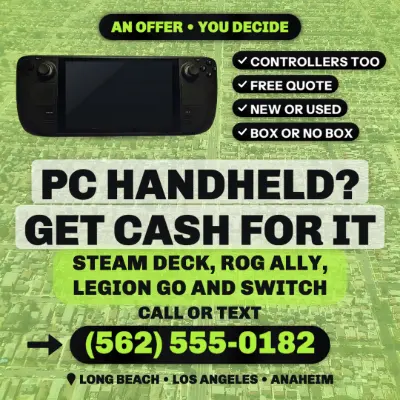 AN OFFER • YOU DECIDE
CONTROLLERS TOO
FREE QUOTE
NEW OR USED
BOX OR NO BOX
PC HANDHELD?
GET CASH FOR IT
STEAM DECK, ROG ALLY,
LEGION GO AND SWITCH
CALL OR TEXT
(562) 555-0182
LONG BEACH • LOS ANGELES • ANAHEIM